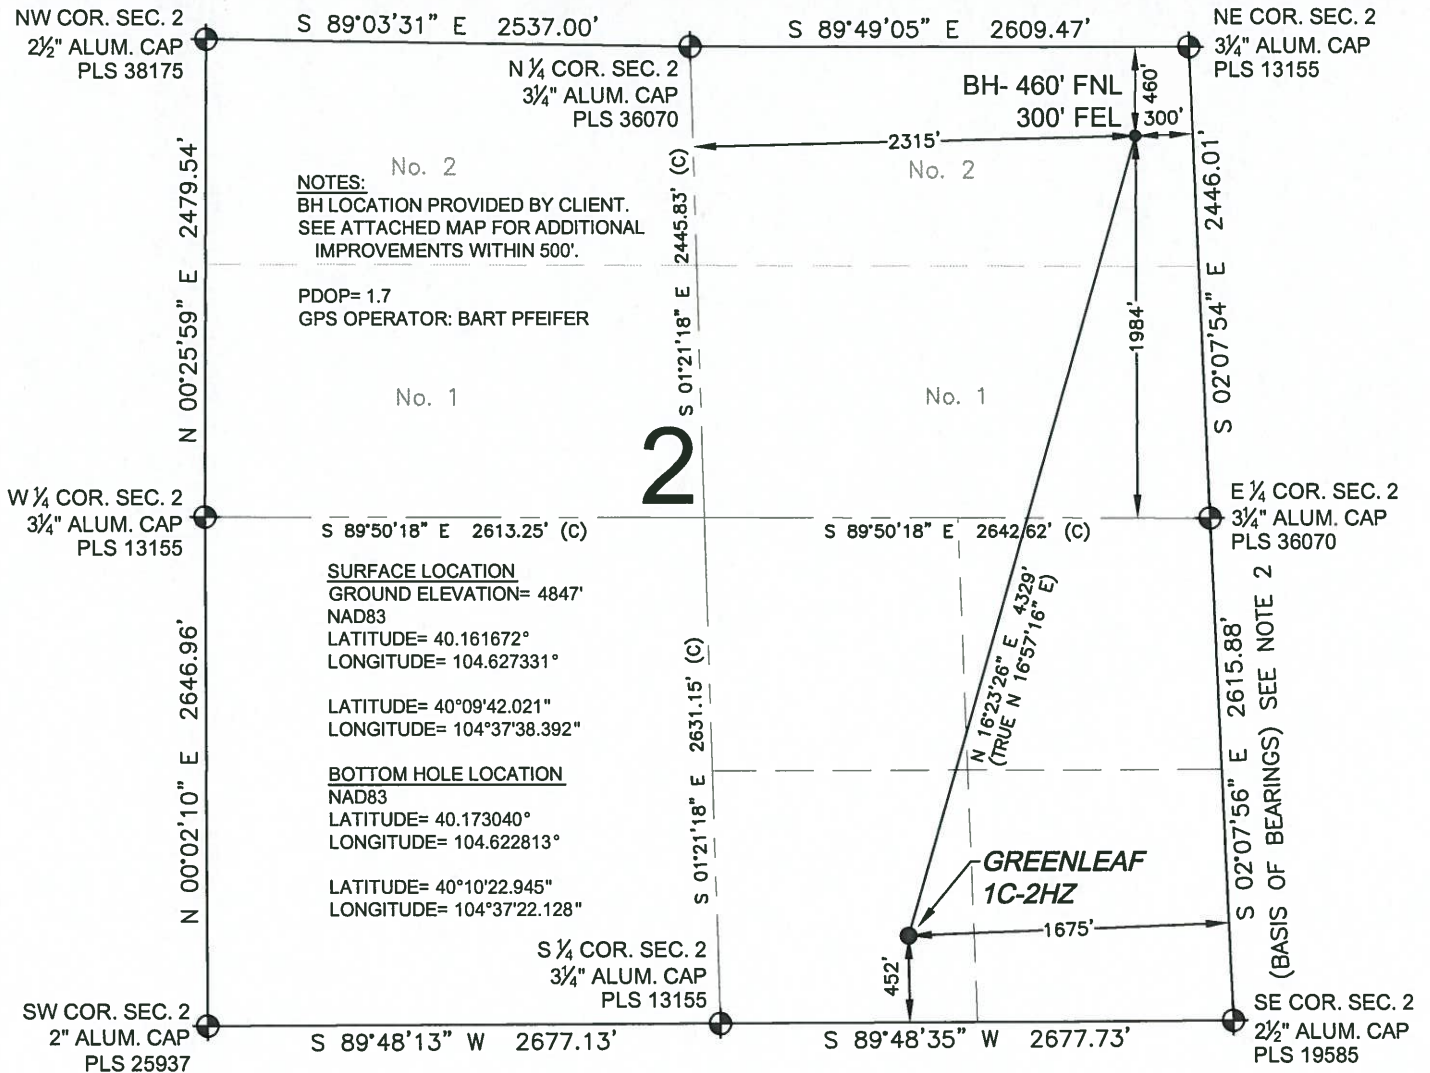 NW COR. SEC. 2
2½" ALUM. CAP
PLS 38175
S 89°03'31" E 2537.00'
N ¼ COR. SEC. 2
3¼" ALUM. CAP
PLS 36070
S 89°49'05" E 2609.47'
NE COR. SEC. 2
3¼" ALUM. CAP
PLS 13155
BH- 460' FNL
300' FEL
460'
300'
2315'
N 00°25'59" E 2479.54'
No. 2
NOTES:
BH LOCATION PROVIDED BY CLIENT.
SEE ATTACHED MAP FOR ADDITIONAL
IMPROVEMENTS WITHIN 500'.
PDOP= 1.7
GPS OPERATOR: BART PFEIFER
No. 1
S 01°21'18" E 2445.83' (C)
No. 2
No. 1
1984'
S 02°07'54" E 2446.01'
2
W ¼ COR. SEC. 2
3¼" ALUM. CAP
PLS 13155
S 89°50'18" E 2613.25' (C)
S 89°50'18" E 2642.62' (C)
E ¼ COR. SEC. 2
3¼" ALUM. CAP
PLS 36070
SURFACE LOCATION
GROUND ELEVATION= 4847'
NAD83
LATITUDE= 40.161672°
LONGITUDE= 104.627331°
LATITUDE= 40°09'42.021"
LONGITUDE= 104°37'38.392"
BOTTOM HOLE LOCATION
NAD83
LATITUDE= 40.173040°
LONGITUDE= 104.622813°
LATITUDE= 40°10'22.945"
LONGITUDE= 104°37'22.128"
N 00°02'10" E 2646.96'
S 01°21'18" E 2631.15' (C)
N 16°23'26" E 4329'
(TRUE N 16°57'16" E)
S 02°07'56" E 2615.88'
(BASIS OF BEARINGS) SEE NOTE 2
GREENLEAF
1C-2HZ
1675'
452'
S ¼ COR. SEC. 2
3¼" ALUM. CAP
PLS 13155
SW COR. SEC. 2
2" ALUM. CAP
PLS 25937
S 89°48'13" W 2677.13'
S 89°48'35" W 2677.73'
SE COR. SEC. 2
2½" ALUM. CAP
PLS 19585